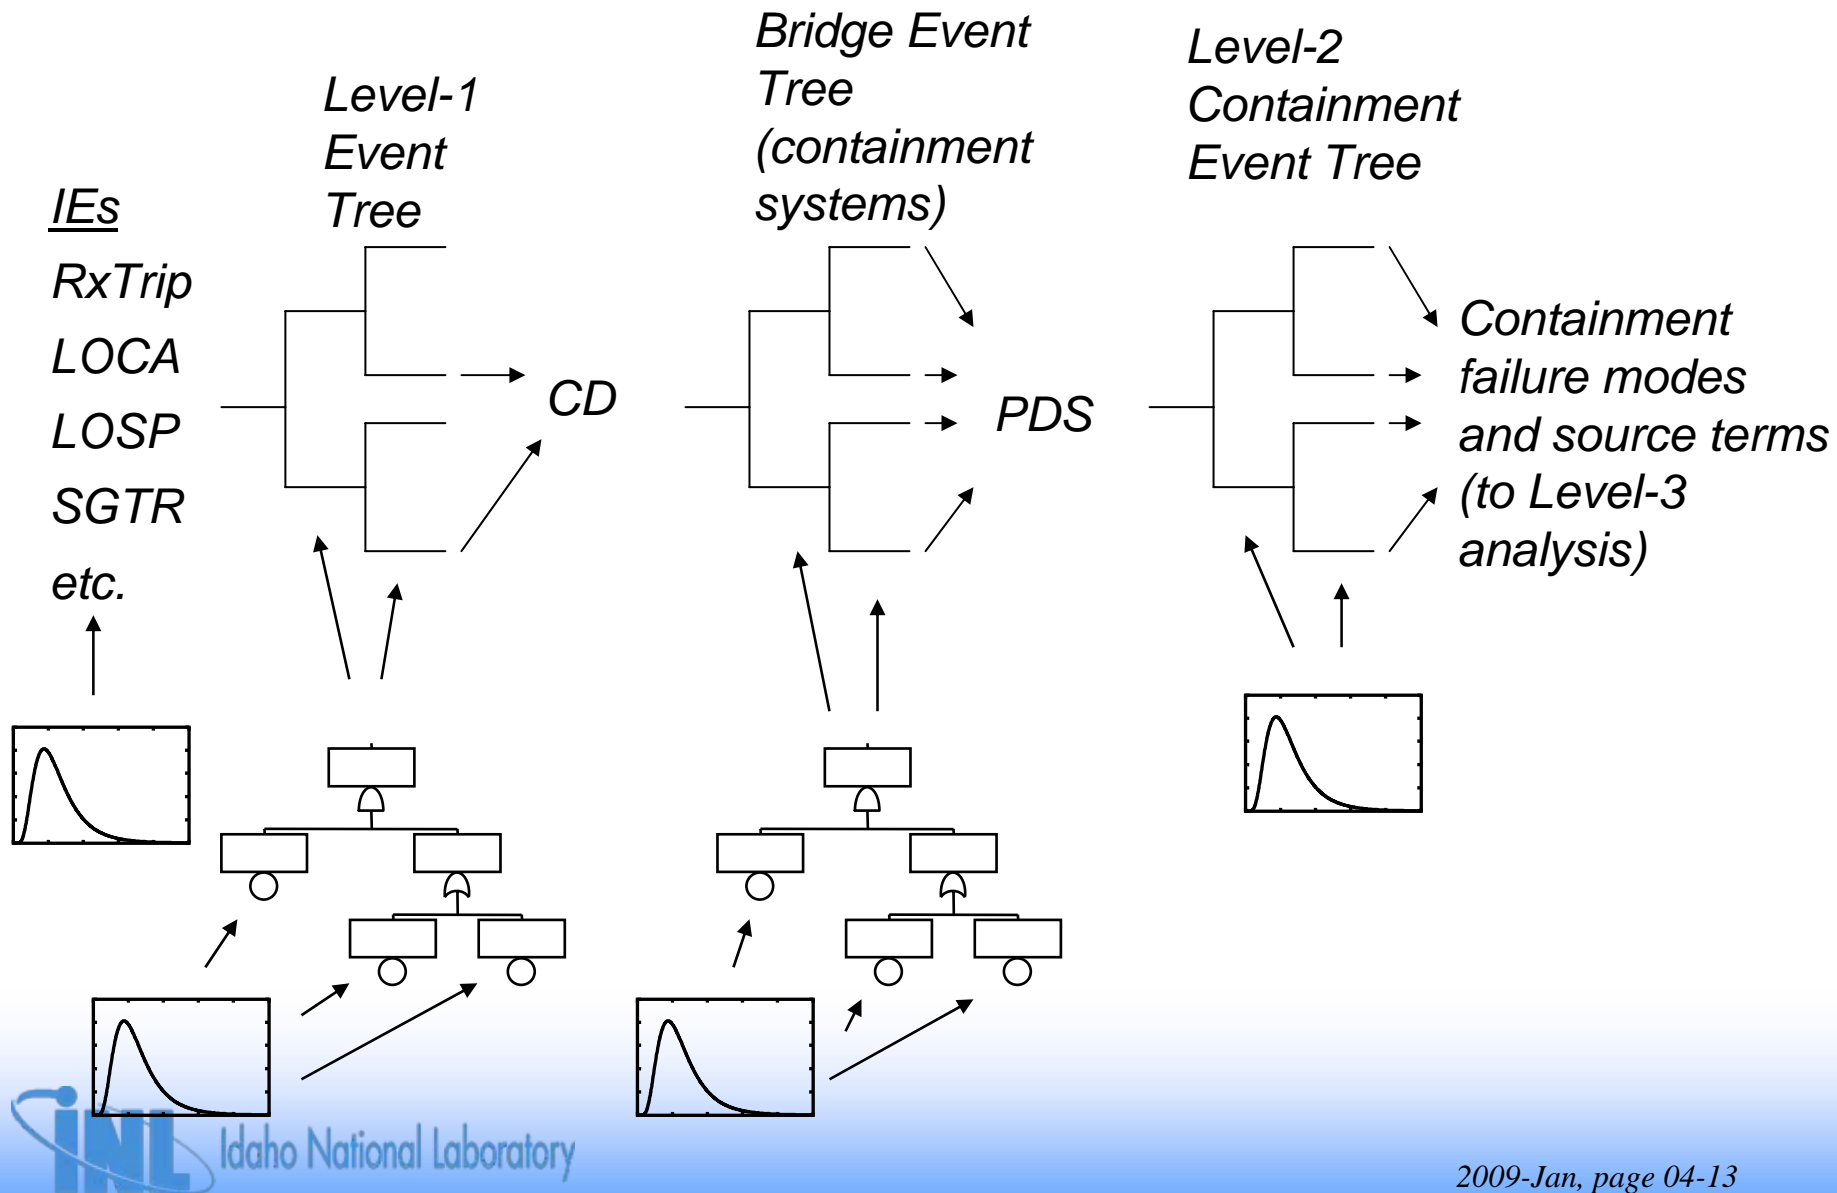 IEs
RxTrip
LOCA
LOSP
SGTR
etc.
Level-1
Event
Tree
CD
Bridge Event
Tree
(containment
systems)
PDS
Level-2
Containment
Event Tree
Containment
failure modes
and source terms
(to Level-3
analysis)
INL
Idaho National Laboratory
2009-Jan, page 04-13